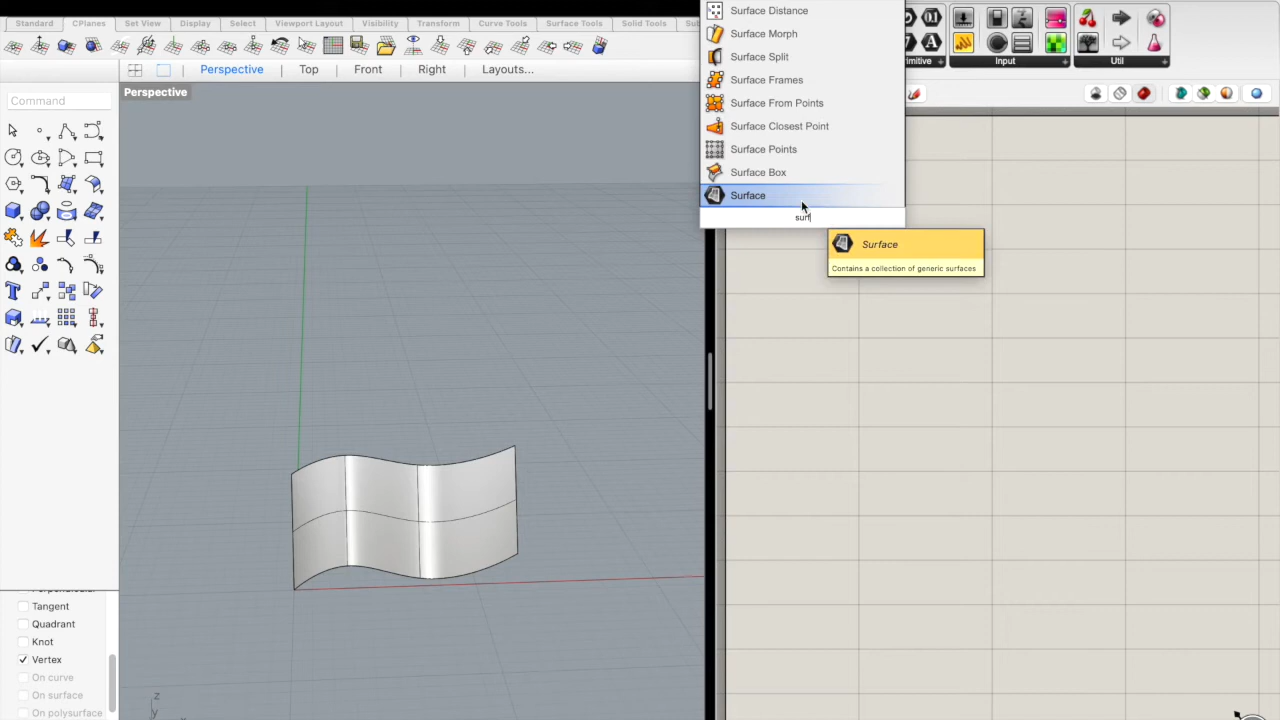 Standard CPlanes Set View Display Select Viewport Layout Visibility Transform Curve Tools Surface Tools Solid Tools
Perspective Top Front Right Layouts...
Perspective
Command
Tangent
Quadrant
Knot
Vertex
On curve
On surface
On polysurface
z
y
Surface Distance
Surface Morph
Surface Split
Surface Frames
Surface From Points
Surface Closest Point
Surface Points
Surface Box
Surface
surf
Surface
Contains a collection of generic surfaces
Input
Util